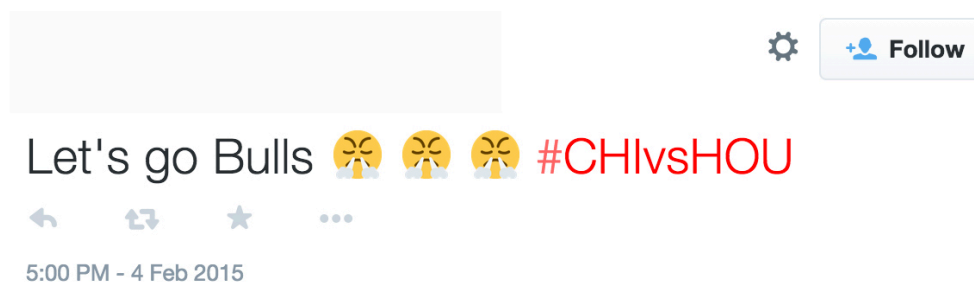 Follow
Let's go Bulls 😤 😤 😤 #CHIvsHOU
5:00 PM - 4 Feb 2015